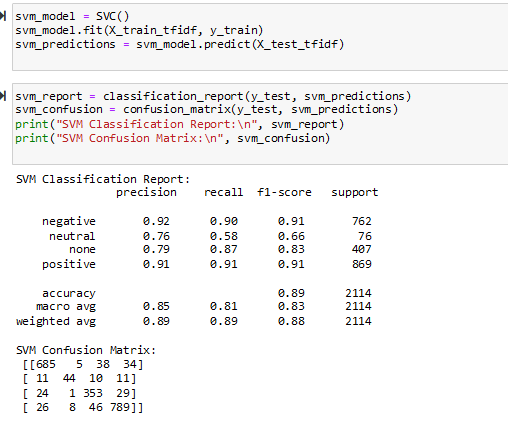 svm_model = SVC()
svm_model.fit(X_train_tfidf, y_train)
svm_predictions = svm_model.predict(X_test_tfidf)
svm_report = classification_report(y_test, svm_predictions)
svm_confusion = confusion_matrix(y_test, svm_predictions)
print("SVM Classification Report:\n", svm_report)
print("SVM Confusion Matrix:\n", svm_confusion)
SVM Classification Report:
              precision    recall  f1-score   support
    negative       0.92      0.90      0.91       762
     neutral       0.76      0.58      0.66        76
        none       0.79      0.87      0.83       407
    positive       0.91      0.91      0.91       869
    accuracy                           0.89      2114
   macro avg       0.85      0.81      0.83      2114
weighted avg       0.89      0.89      0.88      2114
SVM Confusion Matrix:
 [[685   5  38  34]
 [ 11  44  10  11]
 [ 24   1 353  29]
 [ 26   8  46 789]]